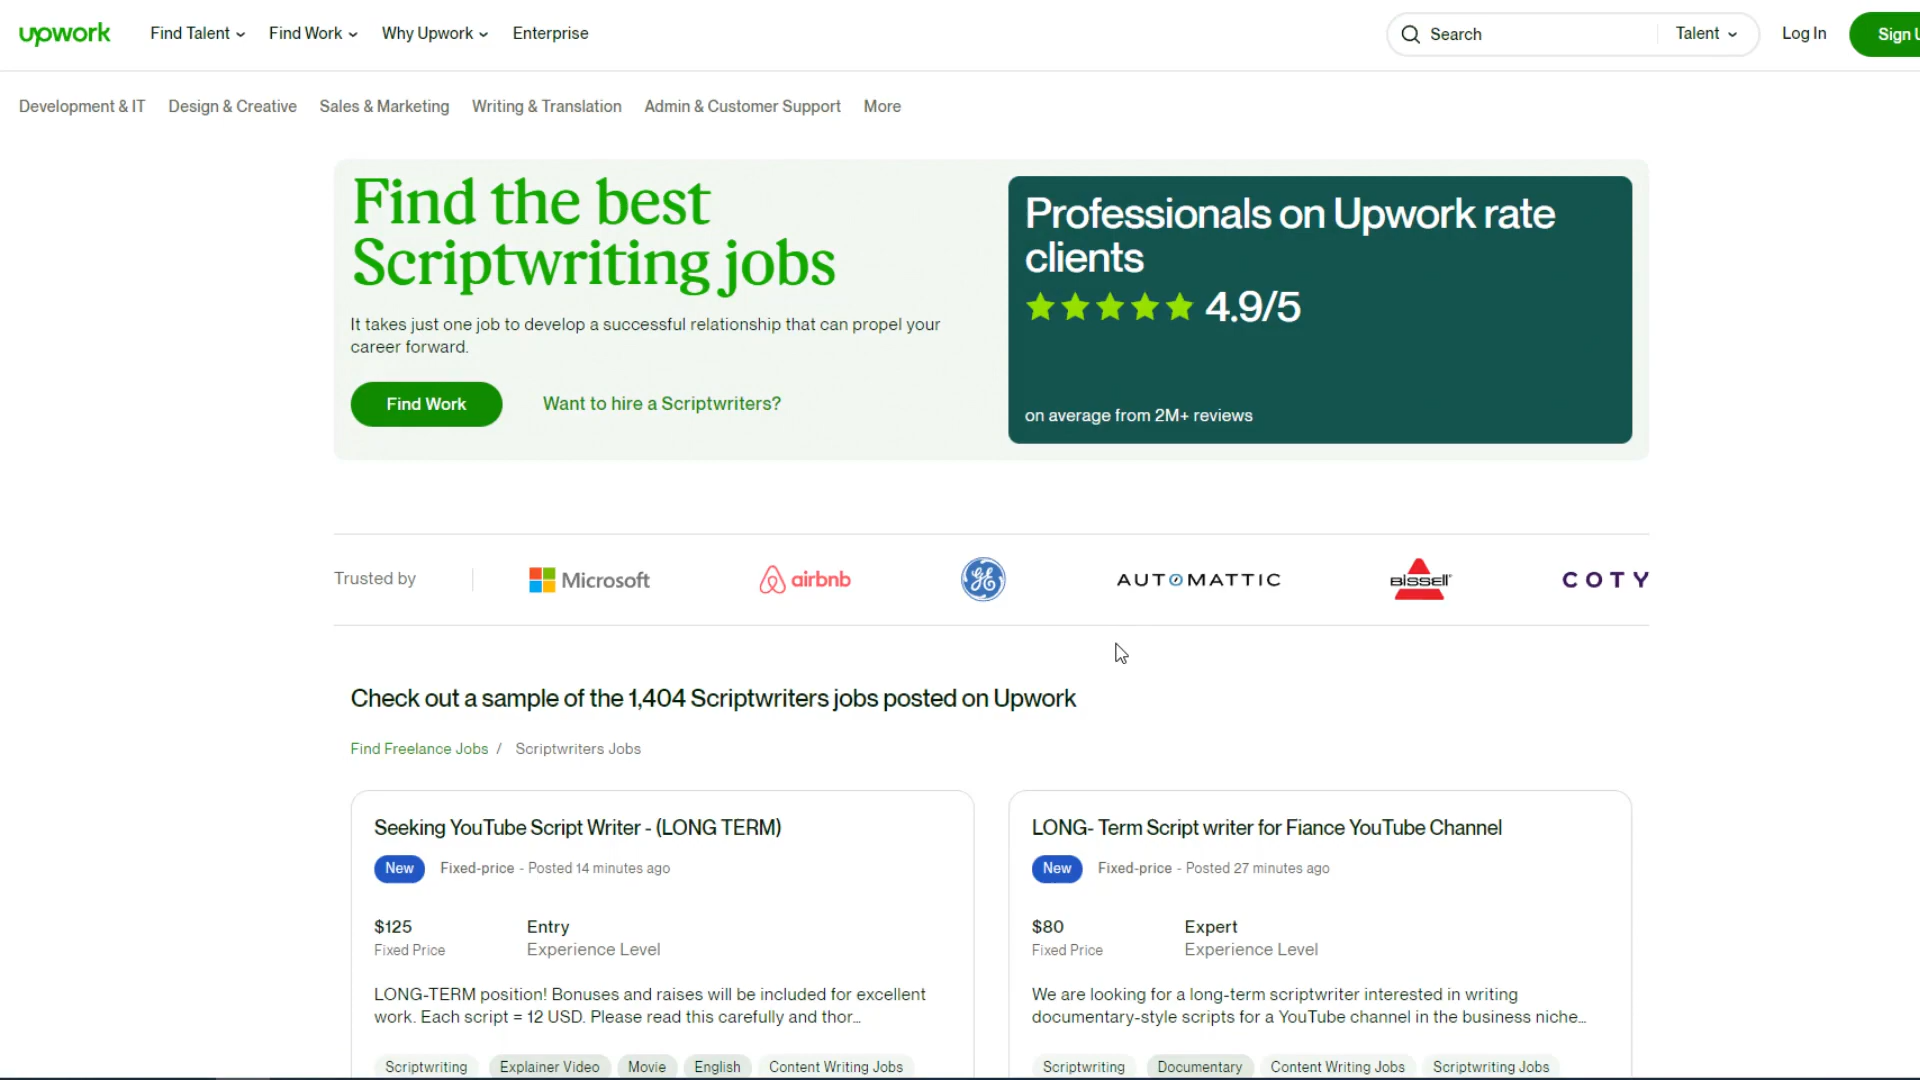 upwork Find Talent Find Work Why Upwork Enterprise Search Talent Log In Sign
Development & IT Design & Creative Sales & Marketing Writing & Translation Admin & Customer Support More
Find the best
Scriptwriting jobs
It takes just one job to develop a successful relationship that can propel your
career forward.
Find Work Want to hire a Scriptwriters?
Professionals on Upwork rate
clients
4.9/5
on average from 2M+ reviews
Trusted by Microsoft airbnb GE AUTOMATTIC BISSELL COTY
Check out a sample of the 1,404 Scriptwriters jobs posted on Upwork
Find Freelance Jobs / Scriptwriters Jobs
Seeking YouTube Script Writer - (LONG TERM)
New Fixed-price - Posted 14 minutes ago
$125 Entry
Fixed Price Experience Level
LONG-TERM position! Bonuses and raises will be included for excellent
work. Each script = 12 USD. Please read this carefully and thor...
Scriptwriting Explainer Video Movie English Content Writing Jobs
LONG- Term Script writer for Fiance YouTube Channel
New Fixed-price - Posted 27 minutes ago
$80 Expert
Fixed Price Experience Level
We are looking for a long-term scriptwriter interested in writing
documentary-style scripts for a YouTube channel in the business niche...
Scriptwriting Documentary Content Writing Jobs Scriptwriting Jobs